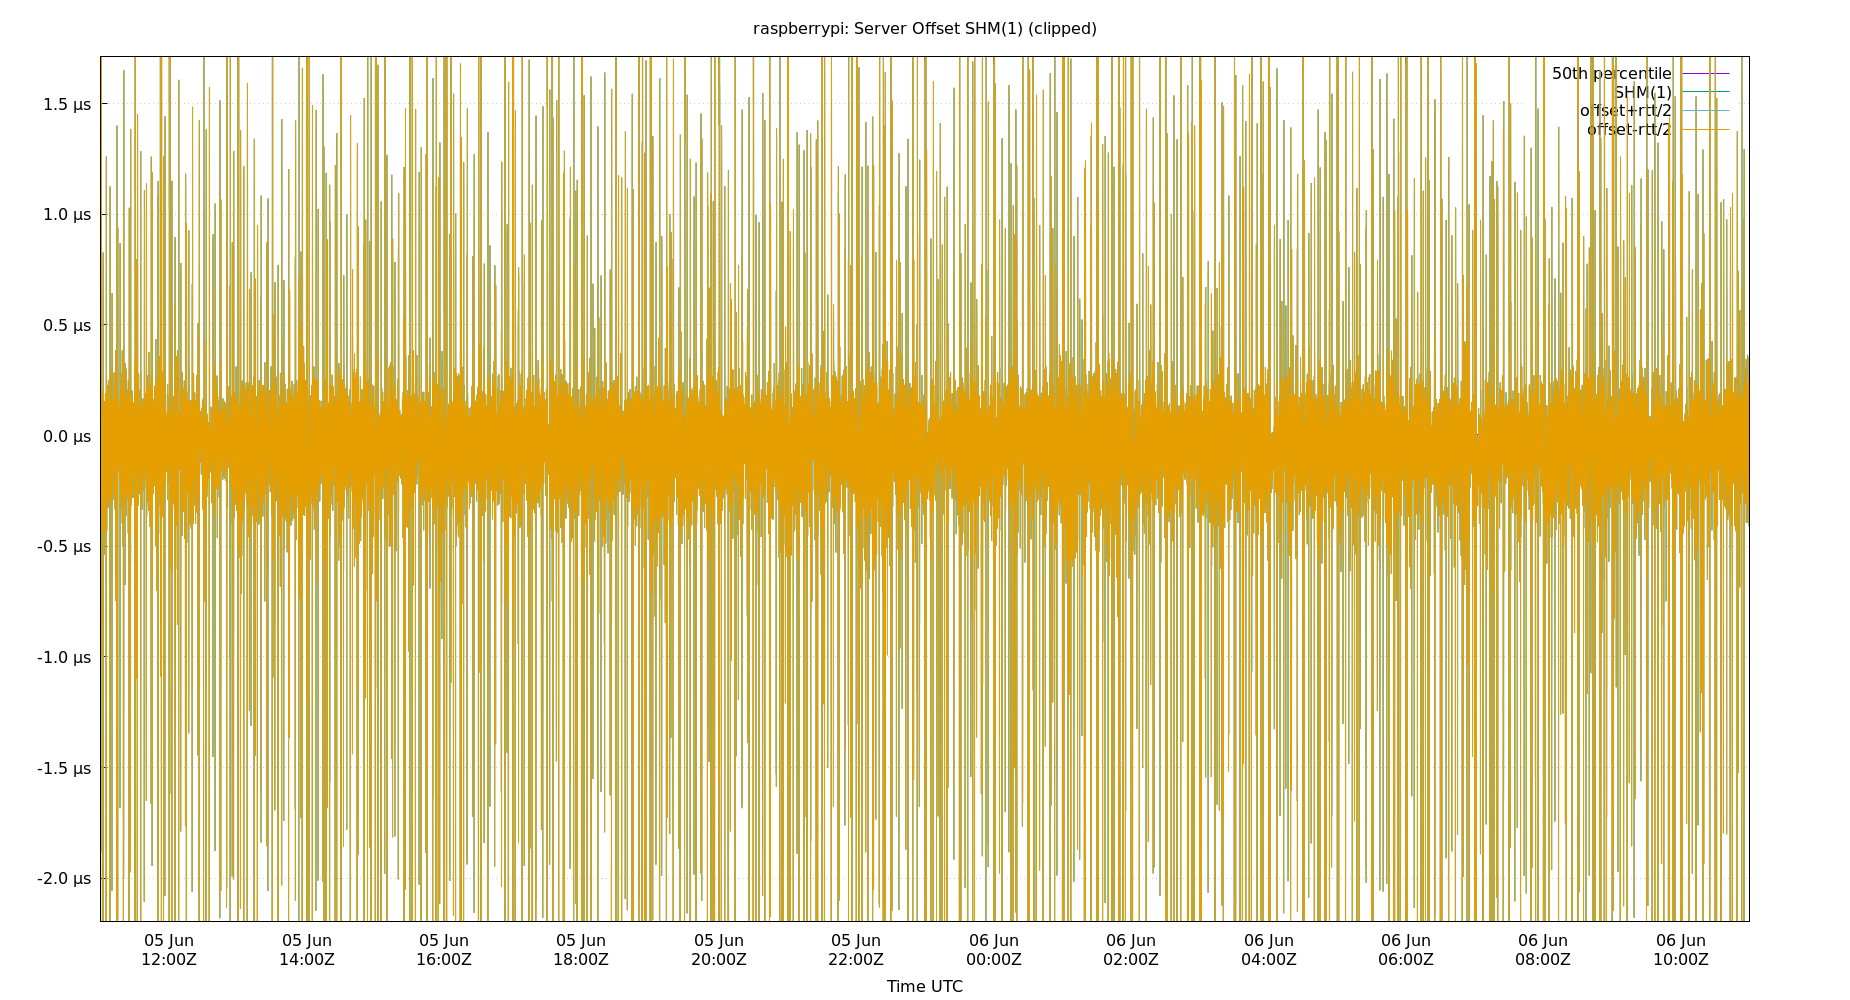 raspberrypi: Server Offset SHM(1) (clipped)
50th percentile
SHM(1)
offset+rtt/2
offset-rtt/2
1.5 µs
1.0 µs
0.5 µs
0.0 µs
-0.5 µs
-1.0 µs
-1.5 µs
-2.0 µs
05 Jun 05 Jun 05 Jun 05 Jun 05 Jun 05 Jun 06 Jun 06 Jun 06 Jun 06 Jun 06 Jun 06 Jun
12:00Z 14:00Z 16:00Z 18:00Z 20:00Z 22:00Z 00:00Z 02:00Z 04:00Z 06:00Z 08:00Z 10:00Z
Time UTC